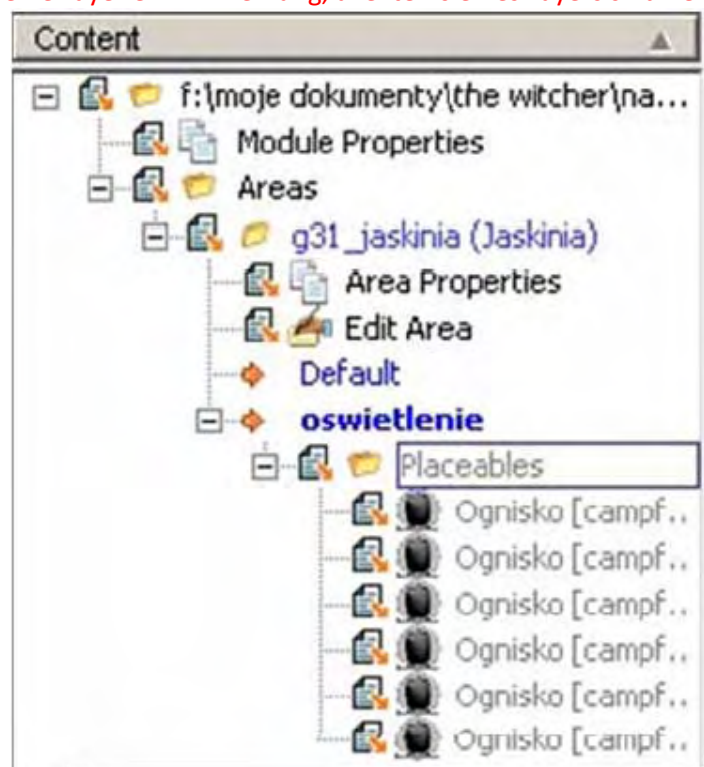 Content
f:\moje dokumenty\the witcher\na...
Module Properties
Areas
g31_jaskinia (Jaskinia)
Area Properties
Edit Area
Default
oswietlenie
Placeables
Ognisko [campf..
Ognisko [campf..
Ognisko [campf..
Ognisko [campf..
Ognisko [campf..
Ognisko [campf..